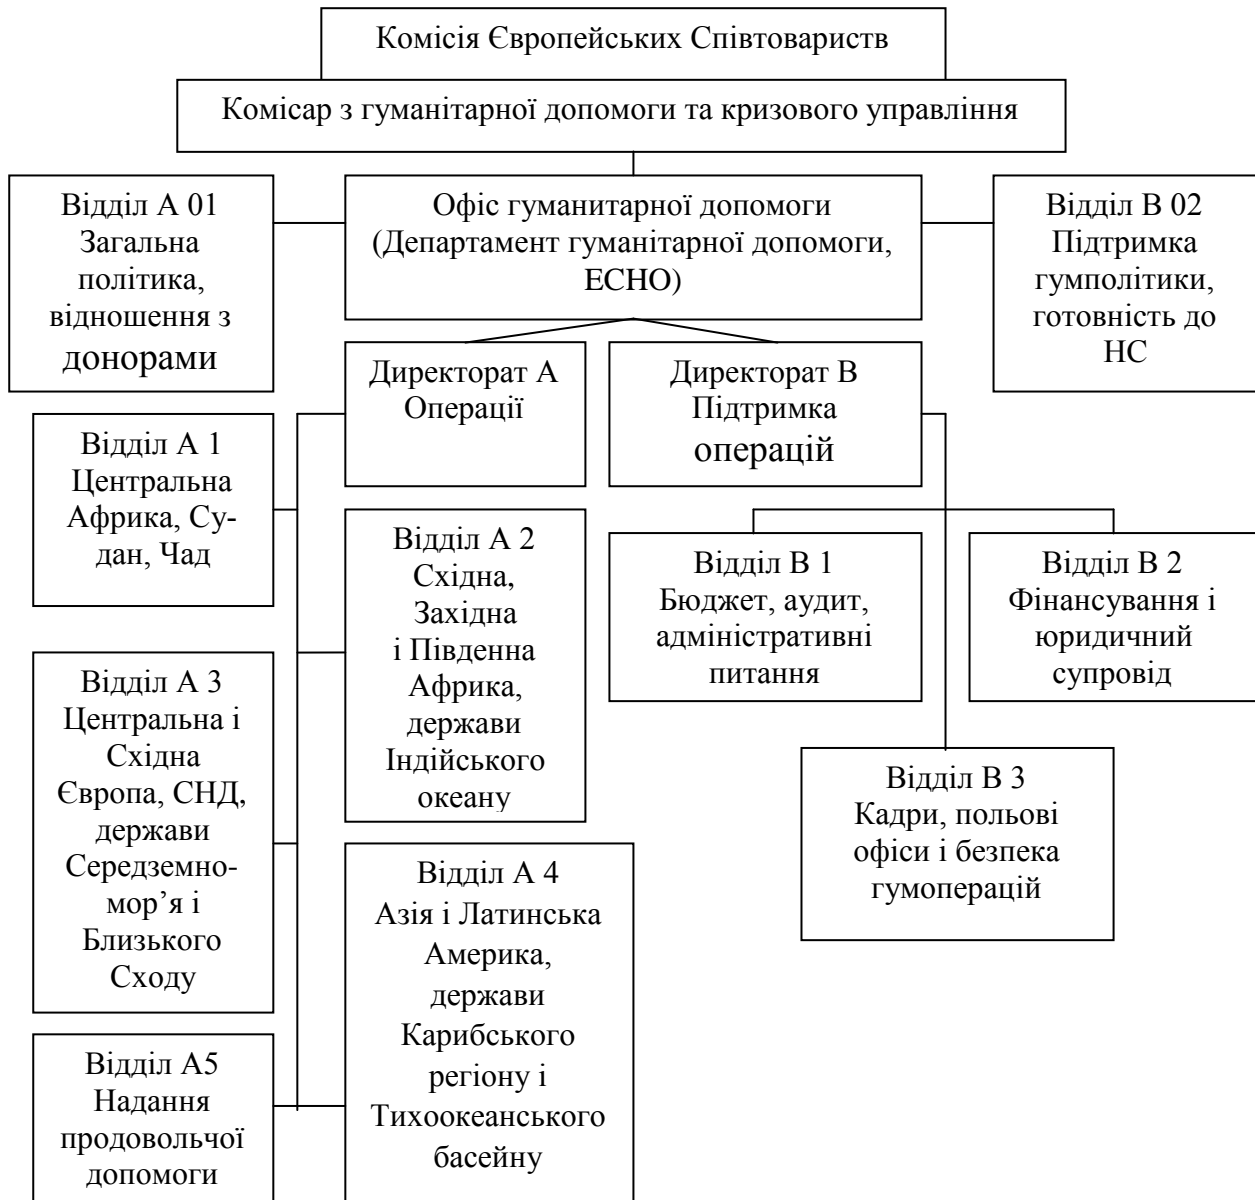 Комісія Європейських Співтовариств
Комісар з гуманітарної допомоги та кризового управління
Відділ А 01
Загальна
політика,
відношення з
донорами
Офіс гуманитарної допомоги
(Департамент гуманітарної допомоги,
ECHO)
Відділ В 02
Підтримка
гумполітики,
готовність до
НС
Директорат А
Операції
Директорат В
Підтримка
операцій
Відділ А 1
Центральна
Африка, Су-
дан, Чад
Відділ А 2
Східна,
Західна
і Південна
Африка,
держави
Індійського
океану
Відділ В 1
Бюджет, аудит,
адміністративні
питання
Відділ В 2
Фінансування і
юридичний
супровід
Відділ А 3
Центральна і
Східна
Європа, СНД,
держави
Середземно-
мор’я і
Близького
Сходу
Відділ В 3
Кадри, польові
офіси і безпека
гумоперацій
Відділ А 4
Азія і Латинська
Америка,
держави
Карибського
регіону і
Тихоокеанського
басейну
Відділ А5
Надання
продовольчої
допомоги